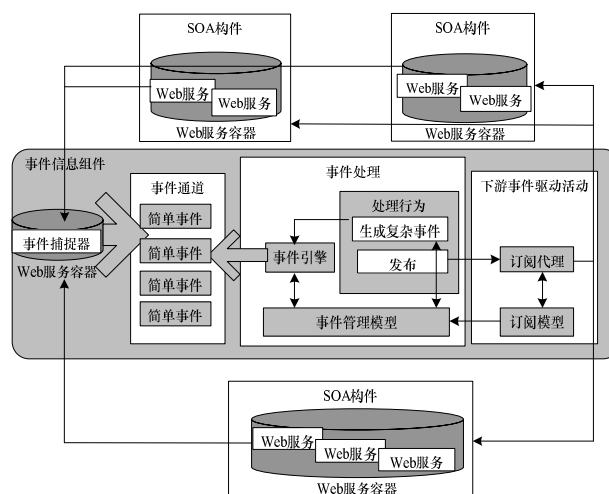 SOA构件
Web服务
Web服务
Web服务容器
SOA构件
Web服务
Web服务
Web服务容器
事件信息组件
事件捕捉器
Web服务容器
事件通道
简单事件
简单事件
简单事件
简单事件
事件处理
事件引擎
处理行为
生成复杂事件
发布
事件管理模型
下游事件驱动活动
订阅代理
订阅模型
SOA构件
Web服务
Web服务
Web服务
Web服务容器